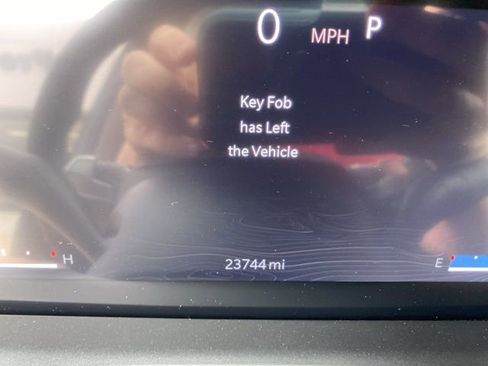 0 MPH P
Key Fob
has Left
the Vehicle
H 23744 mi E